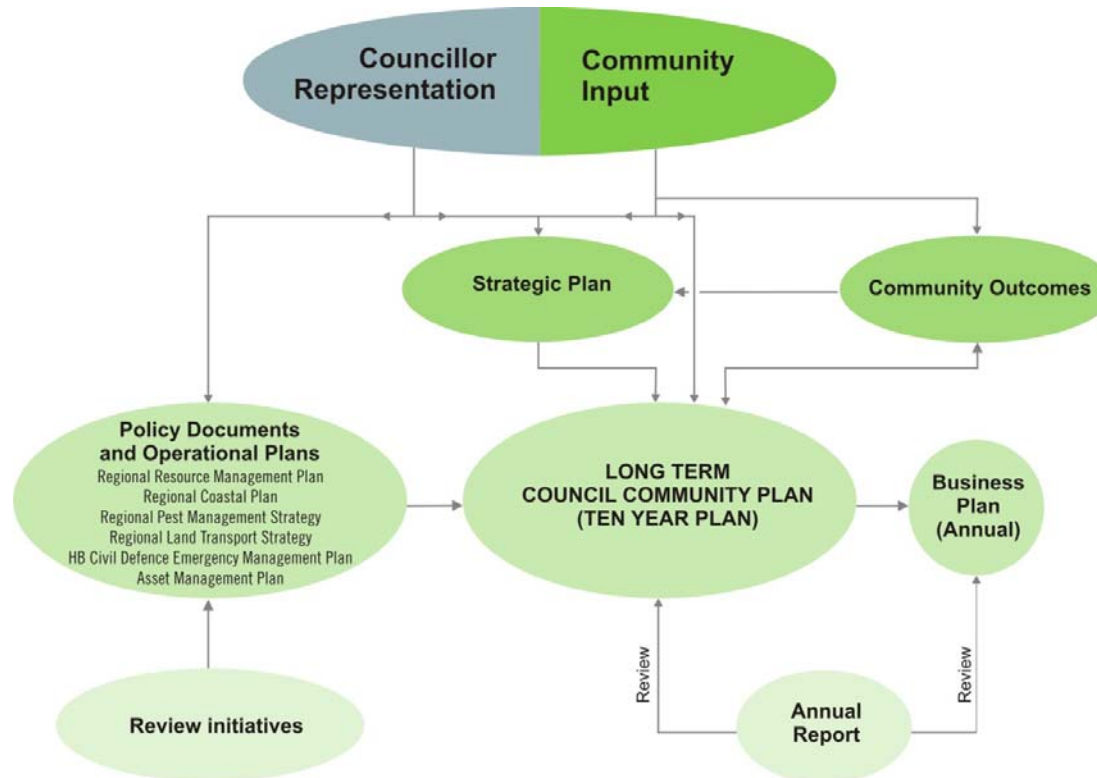 Councillor
Representation
Community
Input
Strategic Plan
Community Outcomes
Policy Documents
and Operational Plans
Regional Resource Management Plan
Regional Coastal Plan
Regional Pest Management Strategy
Regional Land Transport Strategy
HB Civil Defence Emergency Management Plan
Asset Management Plan
LONG TERM
COUNCIL COMMUNITY PLAN
(TEN YEAR PLAN)
Business
Plan
(Annual)
Review initiatives
Review
Annual
Report
Review